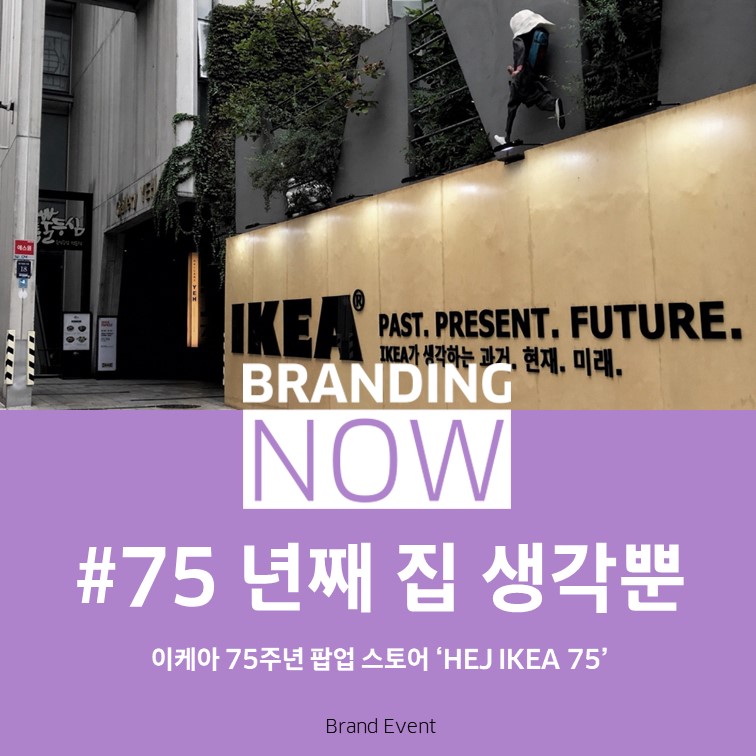 IKEA®
PAST. PRESENT. FUTURE.
IKEA가 생각하는 과거. 현재. 미래.
YEH
18
BRANDING
NOW
#75 년째 집 생각뿐
이케아 75주년 팝업 스토어 ‘HEJ IKEA 75’
Brand Event